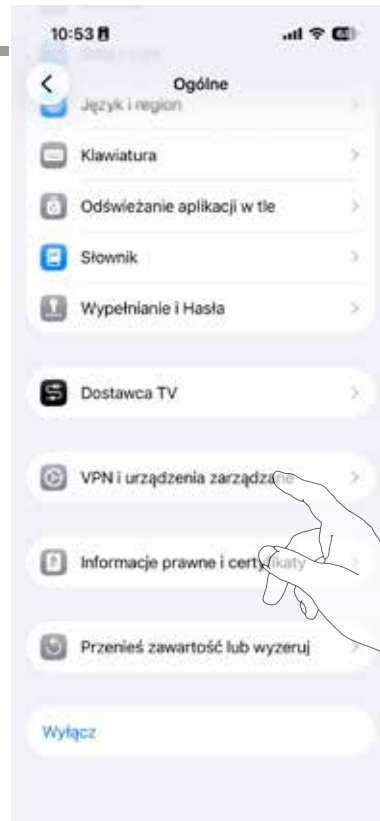 10:53
Ogólne
Język i region
Klawiatura
Odświeżanie aplikacji w tle
Słownik
Wypełnianie i Hasła
Dostawca TV
VPN i urządzenia zarządzane
Informacje prawne i certyfikaty
Przenieś zawartość lub wyzeruj
Wyłącz